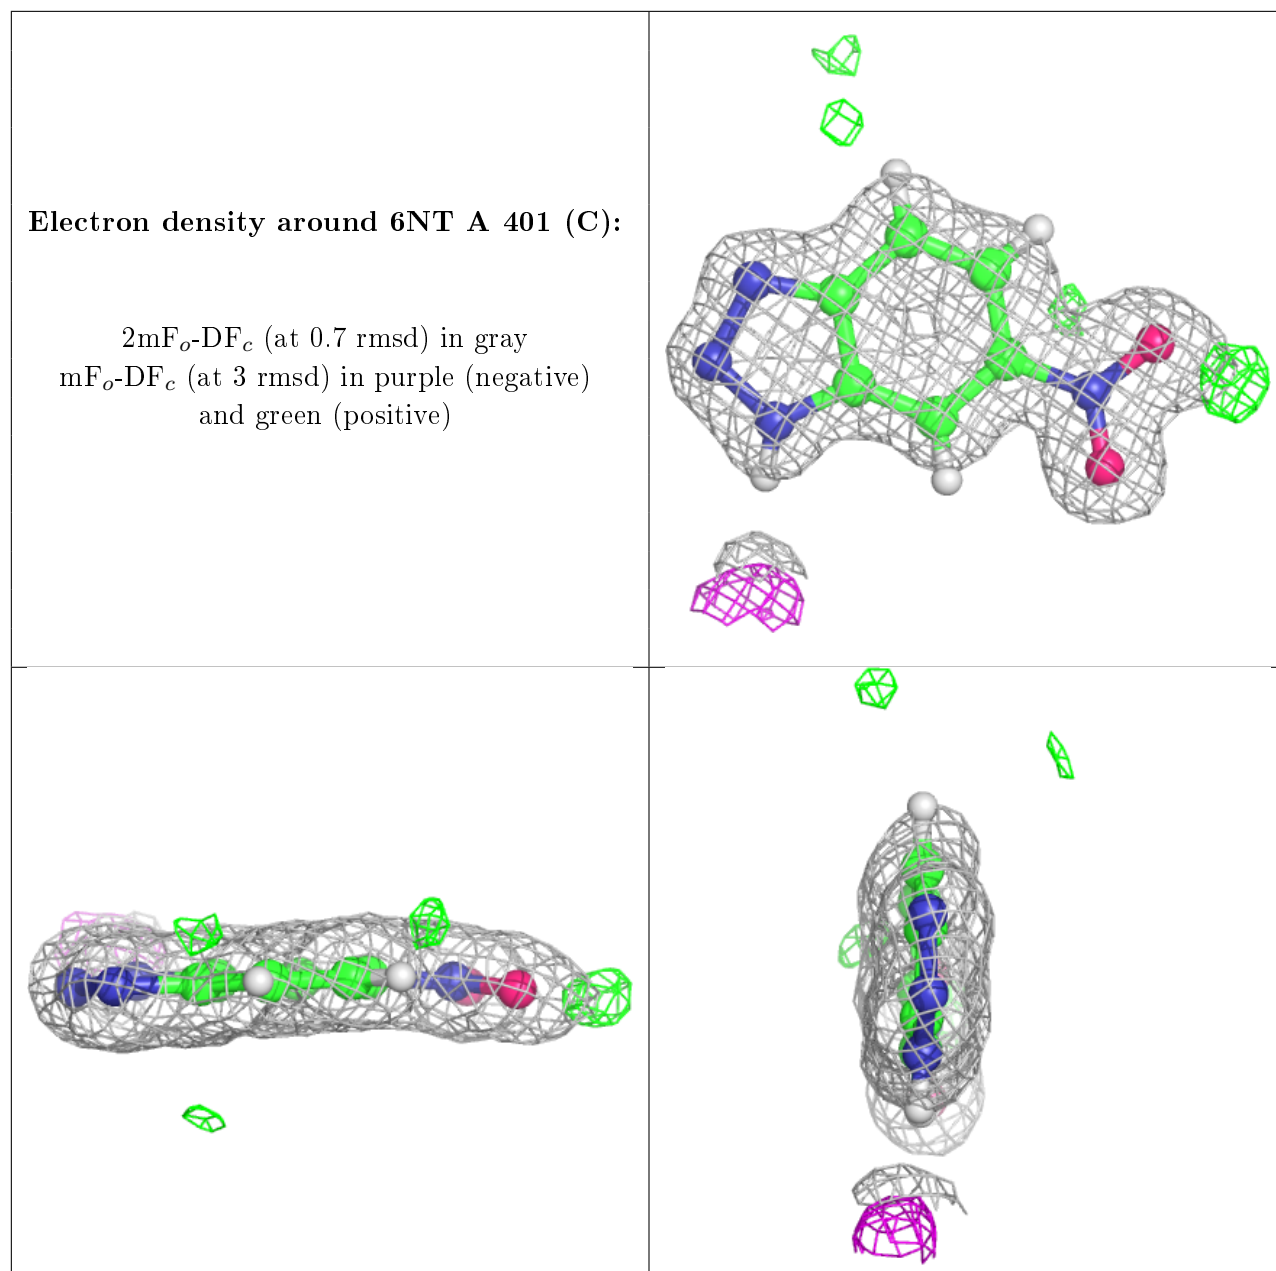 Electron density around 6NT A 401 (C):
2mFₒ-DF𝒸 (at 0.7 rmsd) in gray
mFₒ-DF𝒸 (at 3 rmsd) in purple (negative)
and green (positive)